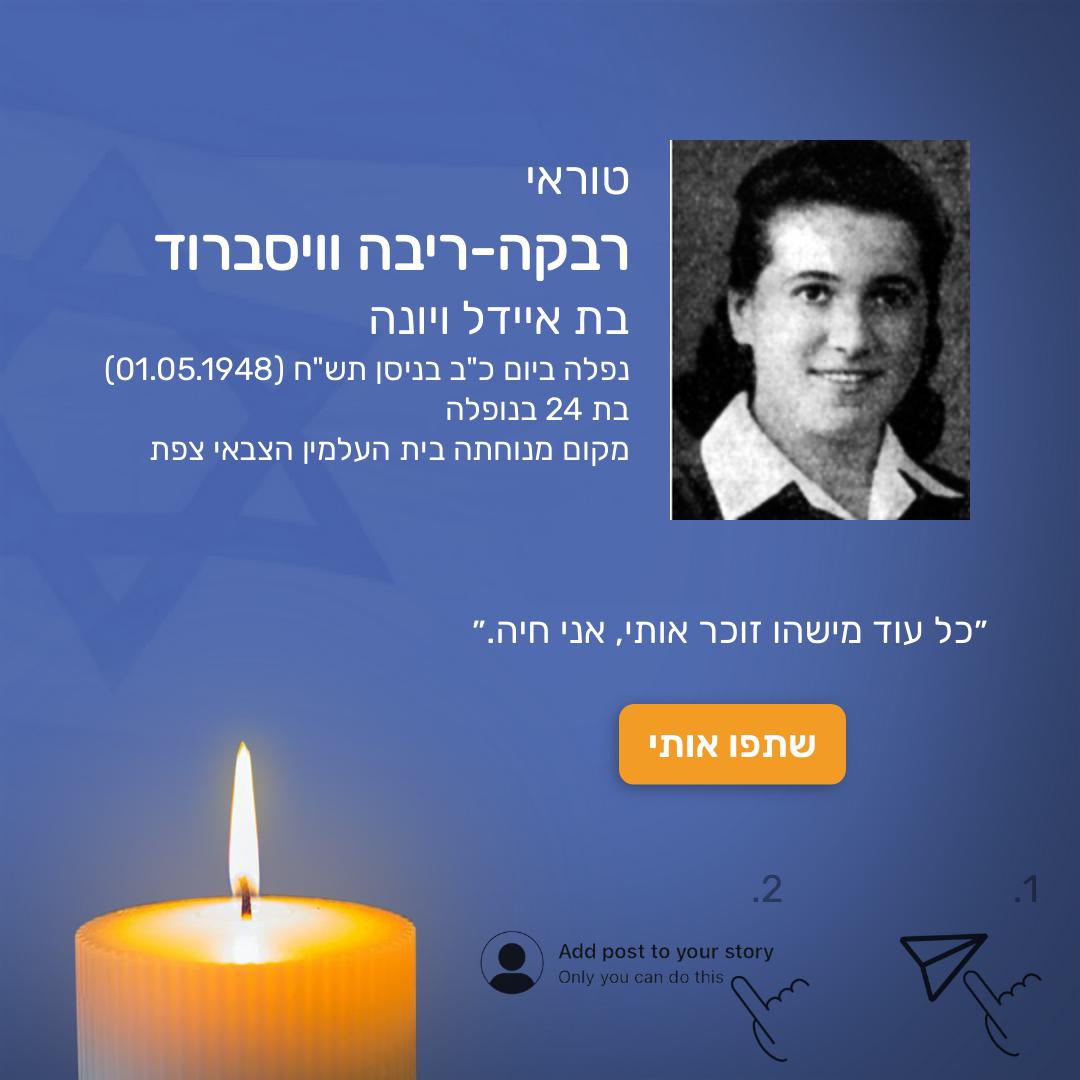 טוראי
רבקה-ריבה וויסברוד
בת איידל ויונה
נפלה ביום כ"ב בניסן תש"ח (01.05.1948)
בת 24 בנופלה
מקום מנוחתה בית העלמין הצבאי צפת
״כל עוד מישהו זוכר אותי, אני חיה.״
שתפו אותי
1.
2.
Add post to your story
Only you can do this